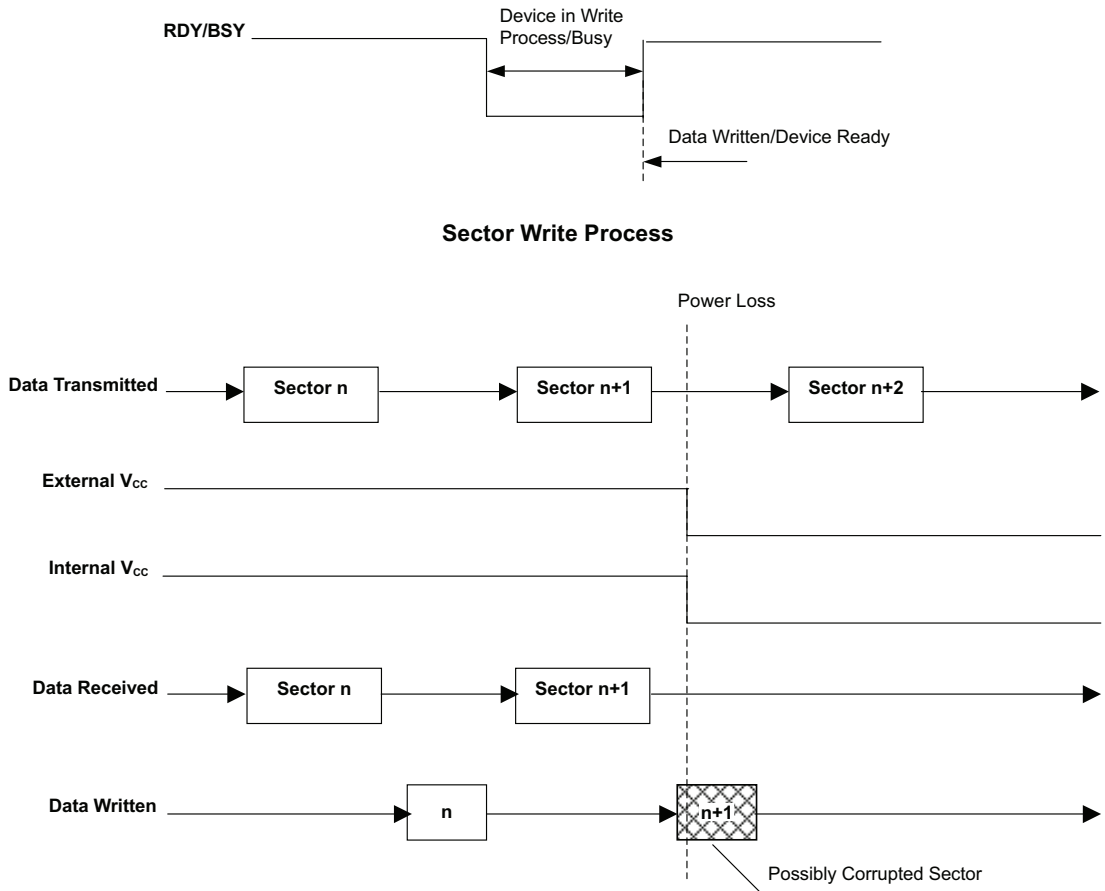 Device in Write
Process/Busy
RDY/BSY
Data Written/Device Ready
Sector Write Process
Power Loss
Data Transmitted
Sector n
Sector n+1
Sector n+2
External Vcc
Internal Vcc
Data Received
Sector n
Sector n+1
Data Written
n
n+1
Possibly Corrupted Sector